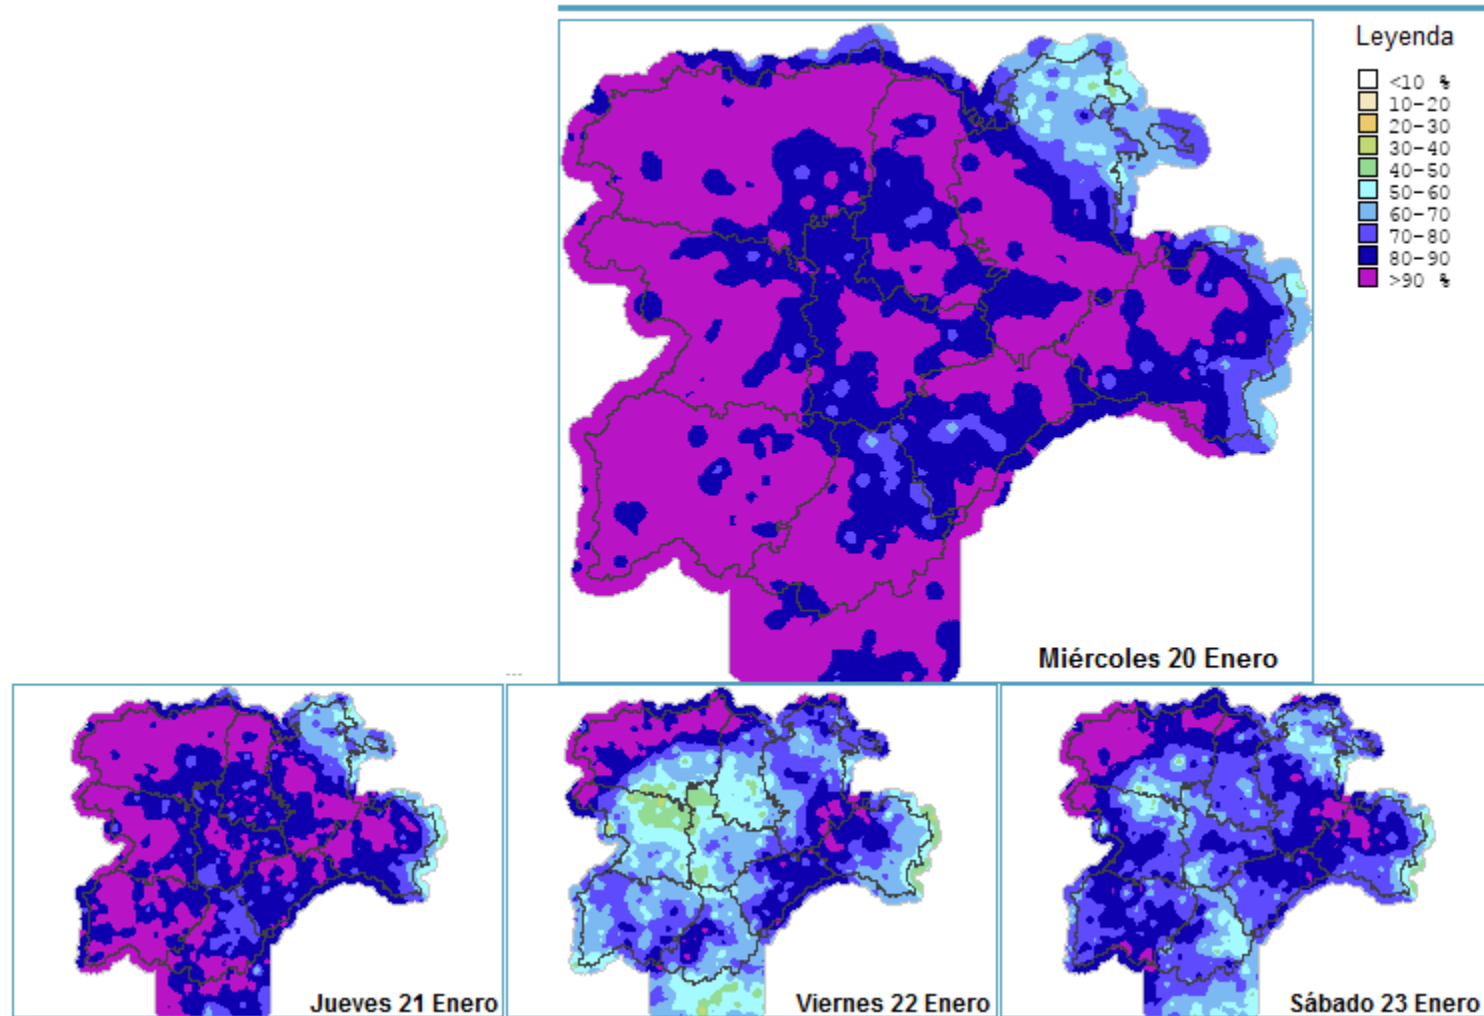 Leyenda
<10 %
10-20
20-30
30-40
40-50
50-60
60-70
70-80
80-90
>90 %
Miércoles 20 Enero
---
Jueves 21 Enero
Viernes 22 Enero
Sábado 23 Enero